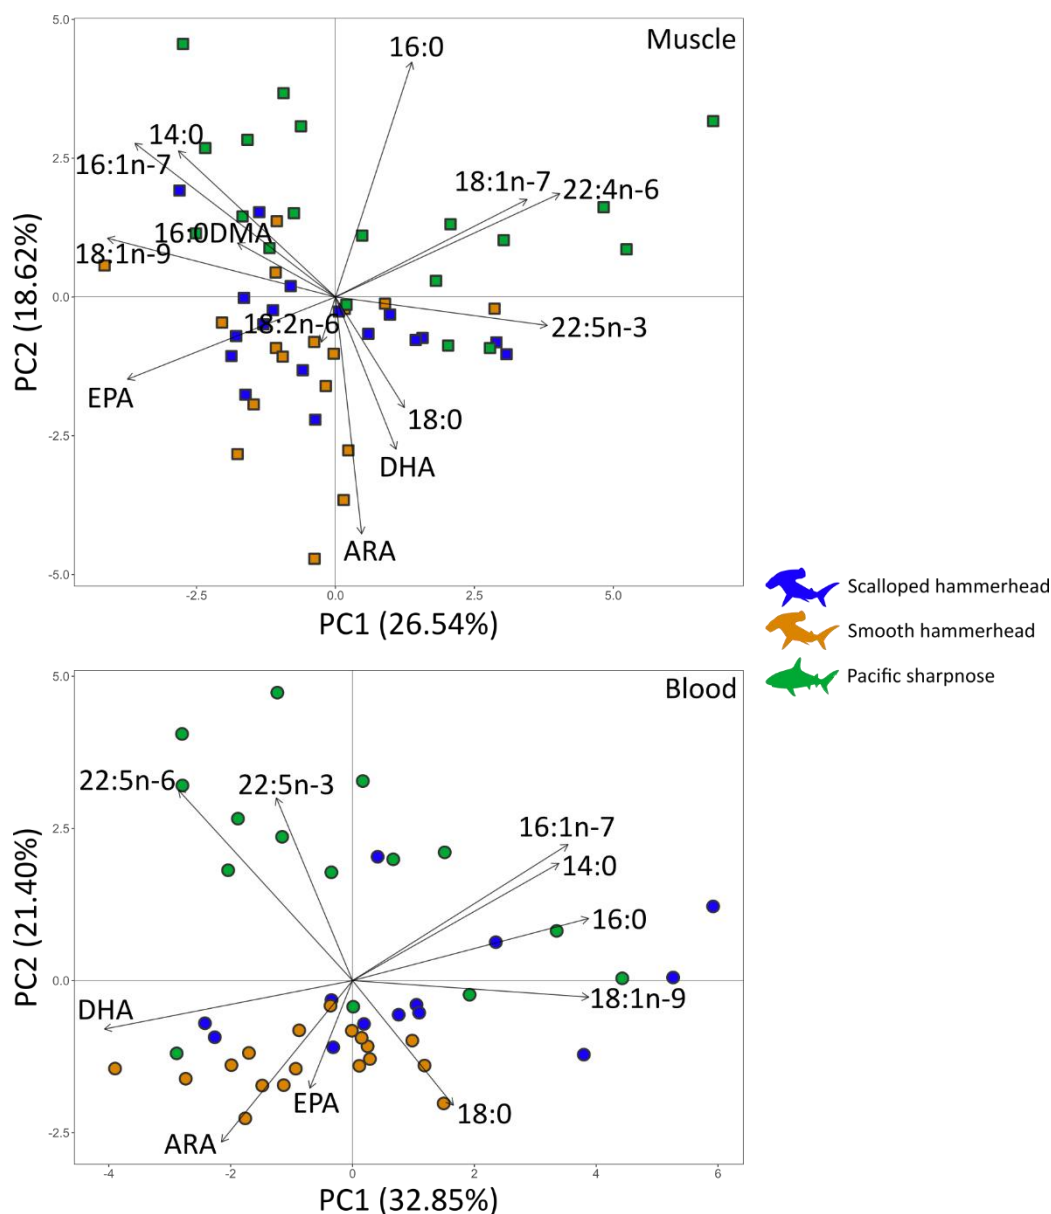 Muscle
5.0
16:0
14:0
16:1n-7
2.5
18:1n-7
22:4n-6
16:0DMA
18:1n-9
0.0
18:2n-6
22:5n-3
EPA
18:0
-2.5
DHA
ARA
-5.0
-2.5
0.0
2.5
5.0
PC1 (26.54%)
PC2 (18.62%)
Scalloped hammerhead
Smooth hammerhead
Pacific sharpnose
Blood
5.0
22:5n-6
22:5n-3
2.5
16:1n-7
14:0
16:0
0.0
18:1n-9
DHA
EPA
18:0
ARA
-2.5
-4
-2
0
2
4
6
PC1 (32.85%)
PC2 (21.40%)